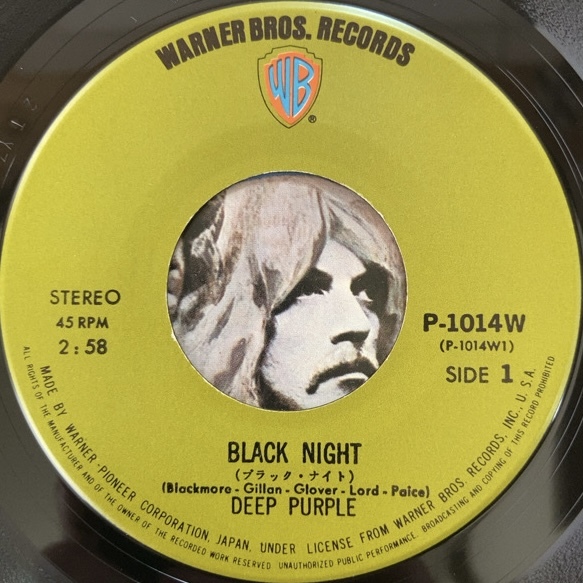 WARNER BROS. RECORDS
WB
®
STEREO
45 RPM
2:58
P-1014W
(P-1014W1)
SIDE 1
BLACK NIGHT
(ブラック・ナイト)
(Blackmore - Gillan - Glover - Lord - Paice)
DEEP PURPLE
MADE BY WARNER-PIONEER CORPORATION, JAPAN, UNDER LICENSE FROM WARNER BROS. RECORDS, INC., U.S.A.
ALL RIGHTS OF THE MANUFACTURER AND OF THE OWNER OF THE RECORDED WORK RESERVED UNAUTHORIZED PUBLIC PERFORMANCE, BROADCASTING AND COPYING OF THIS RECORD PROHIBITED